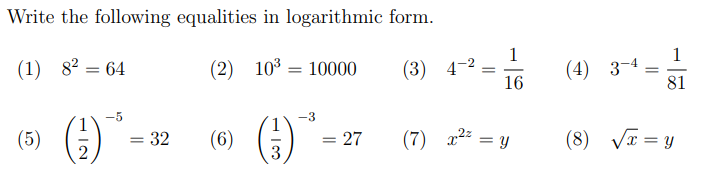 Write the following equalities in logarithmic form.
(1) 8² = 64 (2) 10³ = 10000 (3) 4⁻² = 1/16 (4) 3⁻⁴ = 1/81
(5) (1/2)⁻⁵ = 32 (6) (1/3)⁻³ = 27 (7) x²ᶻ = y (8) √x = y